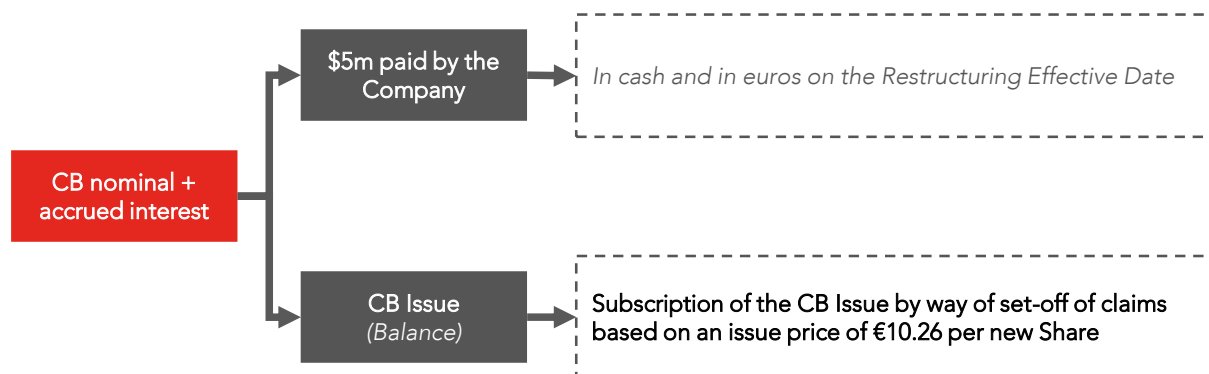 CB nominal +
accrued interest
$5m paid by the
Company
In cash and in euros on the Restructuring Effective Date
CB Issue
(Balance)
Subscription of the CB Issue by way of set-off of claims
based on an issue price of €10.26 per new Share